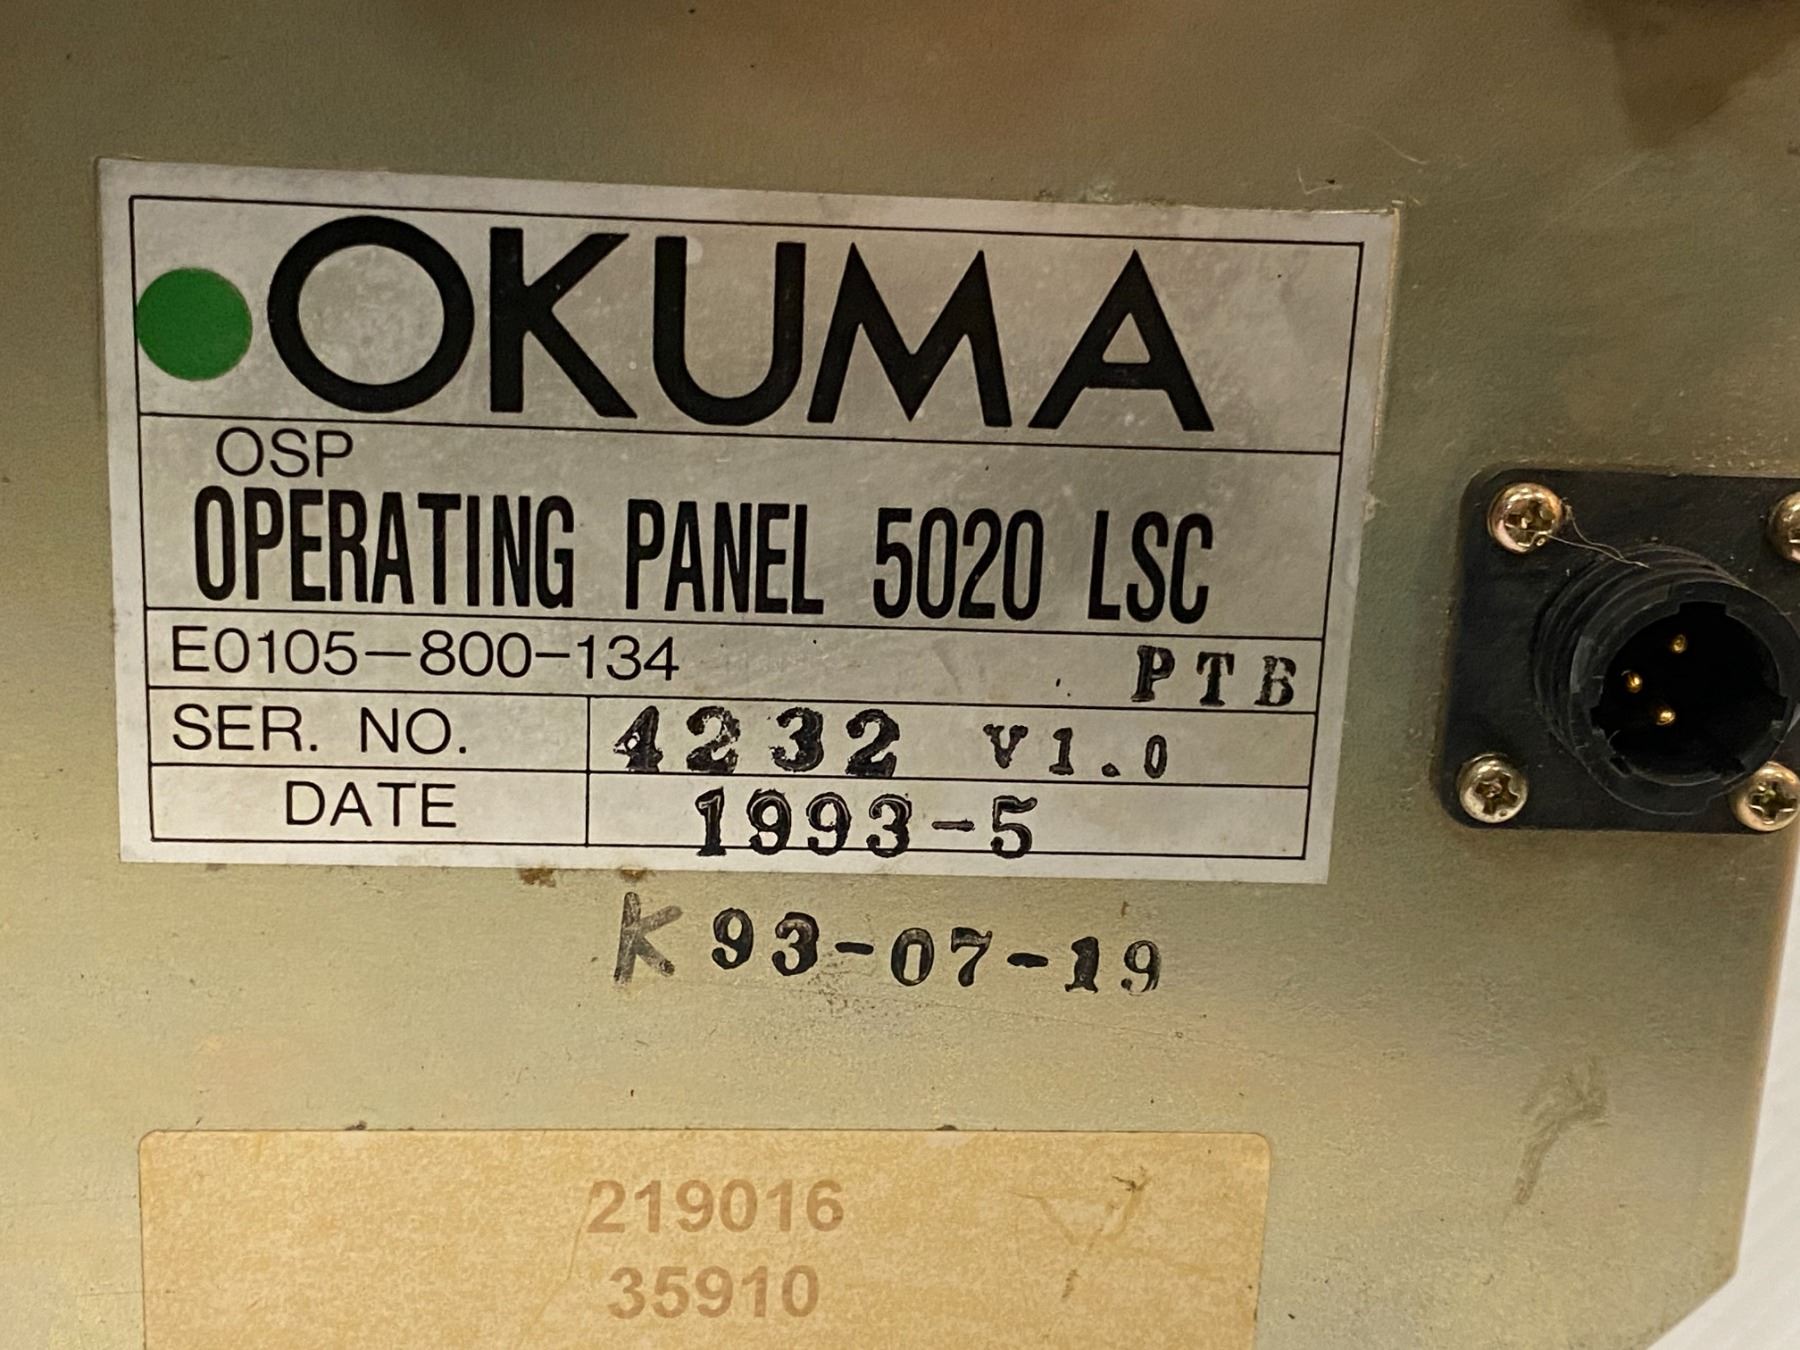 OKUMA
OSP
OPERATING PANEL 5020 LSC
E0105-800-134 PTB
SER. NO. 4232 V1.0
DATE 1993-5
K 93-07-19
219016
35910